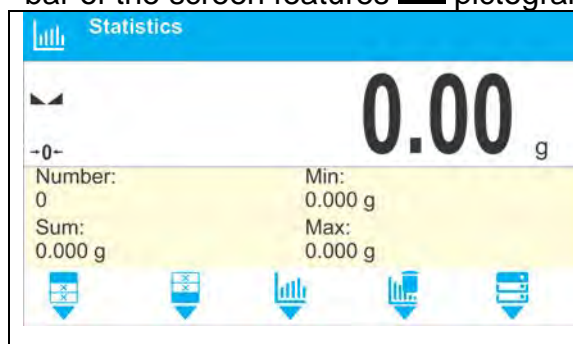 bar of the screen features pictogram
Statistics
0.00 g
→0←
Number: Min:
0 0.000 g
Sum: Max:
0.000 g 0.000 g